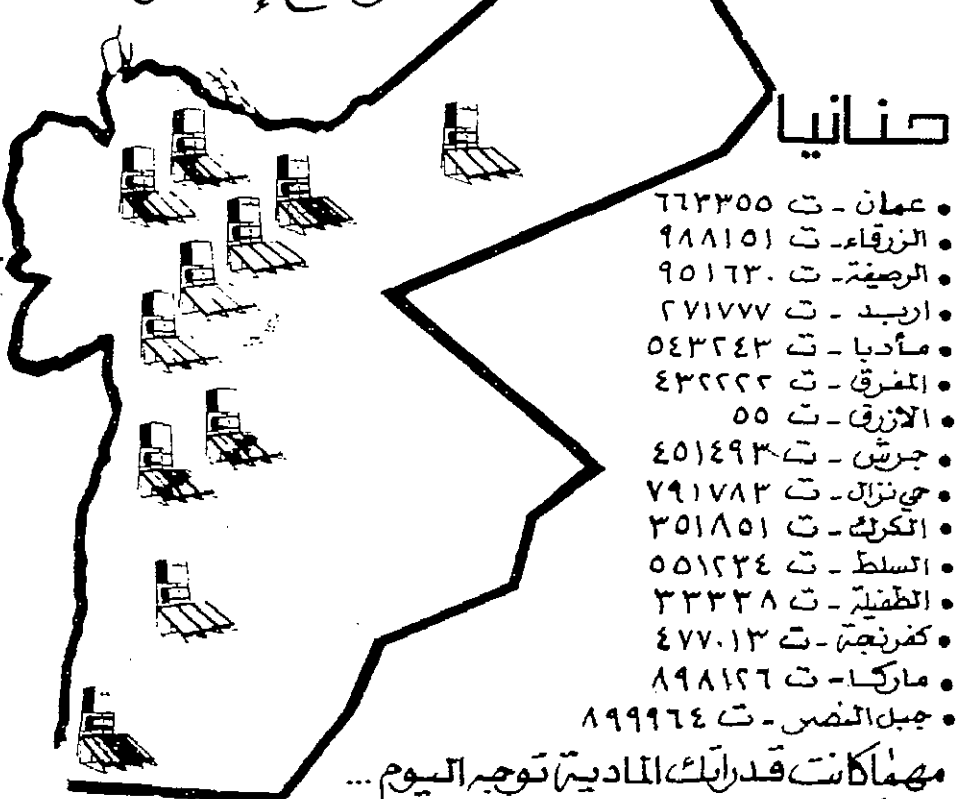 حنانيا
• عمان - ت ٦٦٣٣٥٥
• الزرقاء - ت ٩٨٨١٥١
• الرصيفة - ت ٩٥١٦٣٠
• اربد - ت ٢٧١٧٧٧
• مأدبا - ت ٥٤٣٢٤٣
• المفرق - ت ٤٣٢٢٢٢
• الازرق - ت ٥٥
• جرش - ت ٤٥١٤٩٣
• حي نزال - ت ٧٩١٧٨٣
• الكرك - ت ٣٥١٨٥١
• السلط - ت ٥٥١٢٣٤
• الطفيلة - ت ٣٣٣٣٨
• كفرنجة - ت ٤٧٧٠١٣
• ماركا - ت ٨٩٨١٢٦
• جبل النصر - ت ٨٩٩٩٦٤
مهما كانت قدراتك المادية توجه اليوم ...